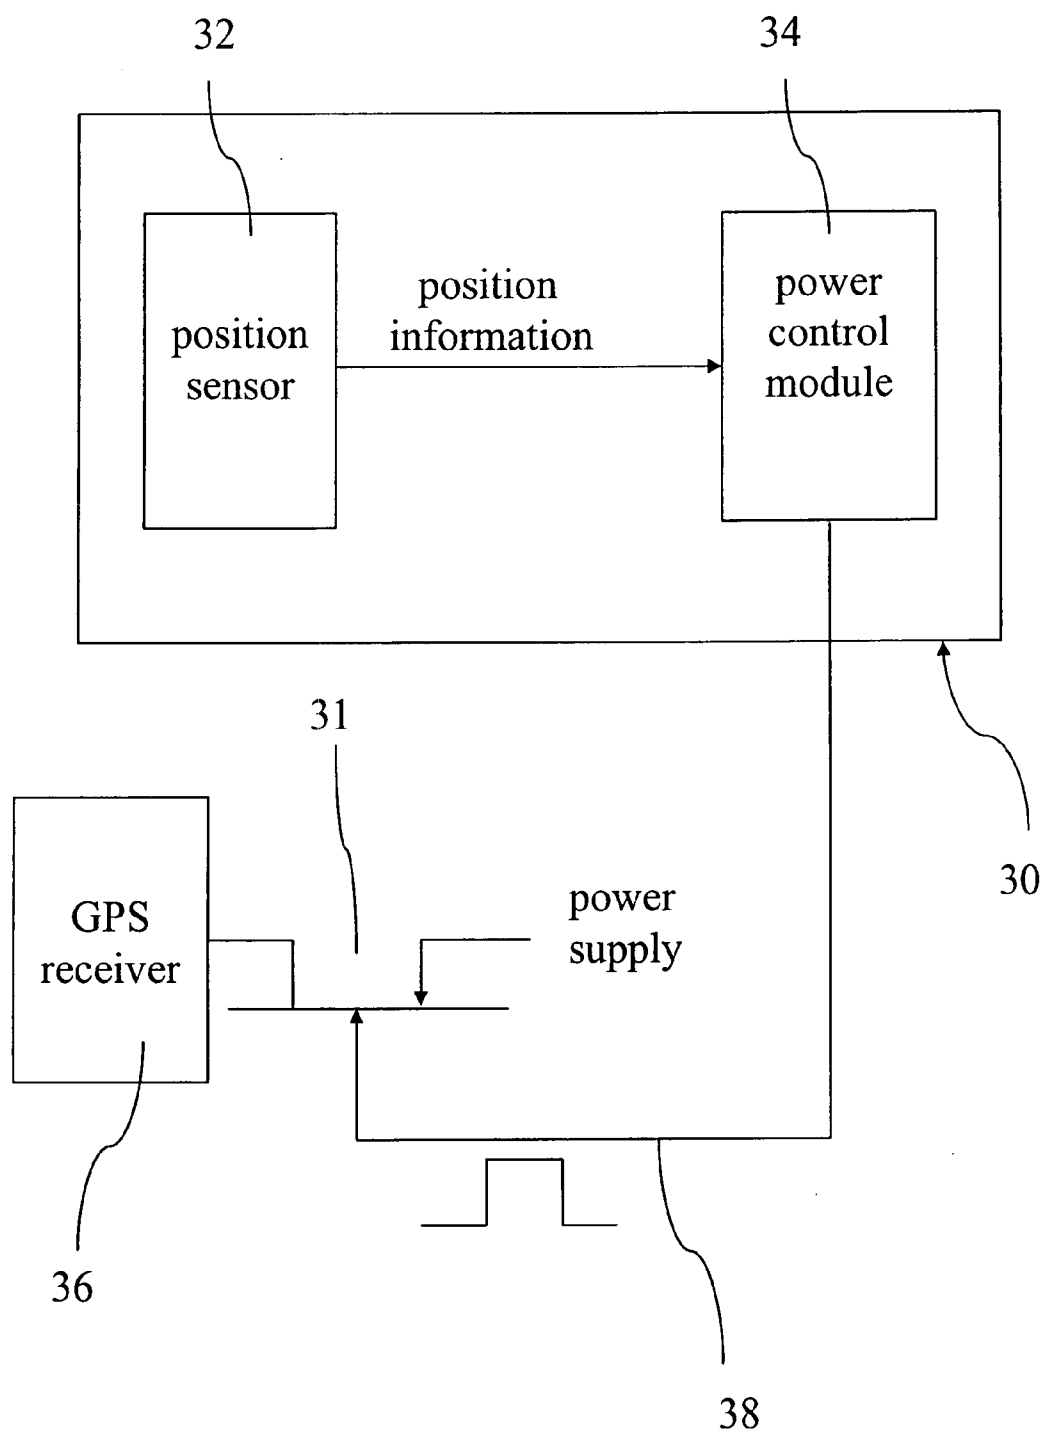 32
34
position
sensor
position
information
power
control
module
31
30
GPS
receiver
power
supply
36
38